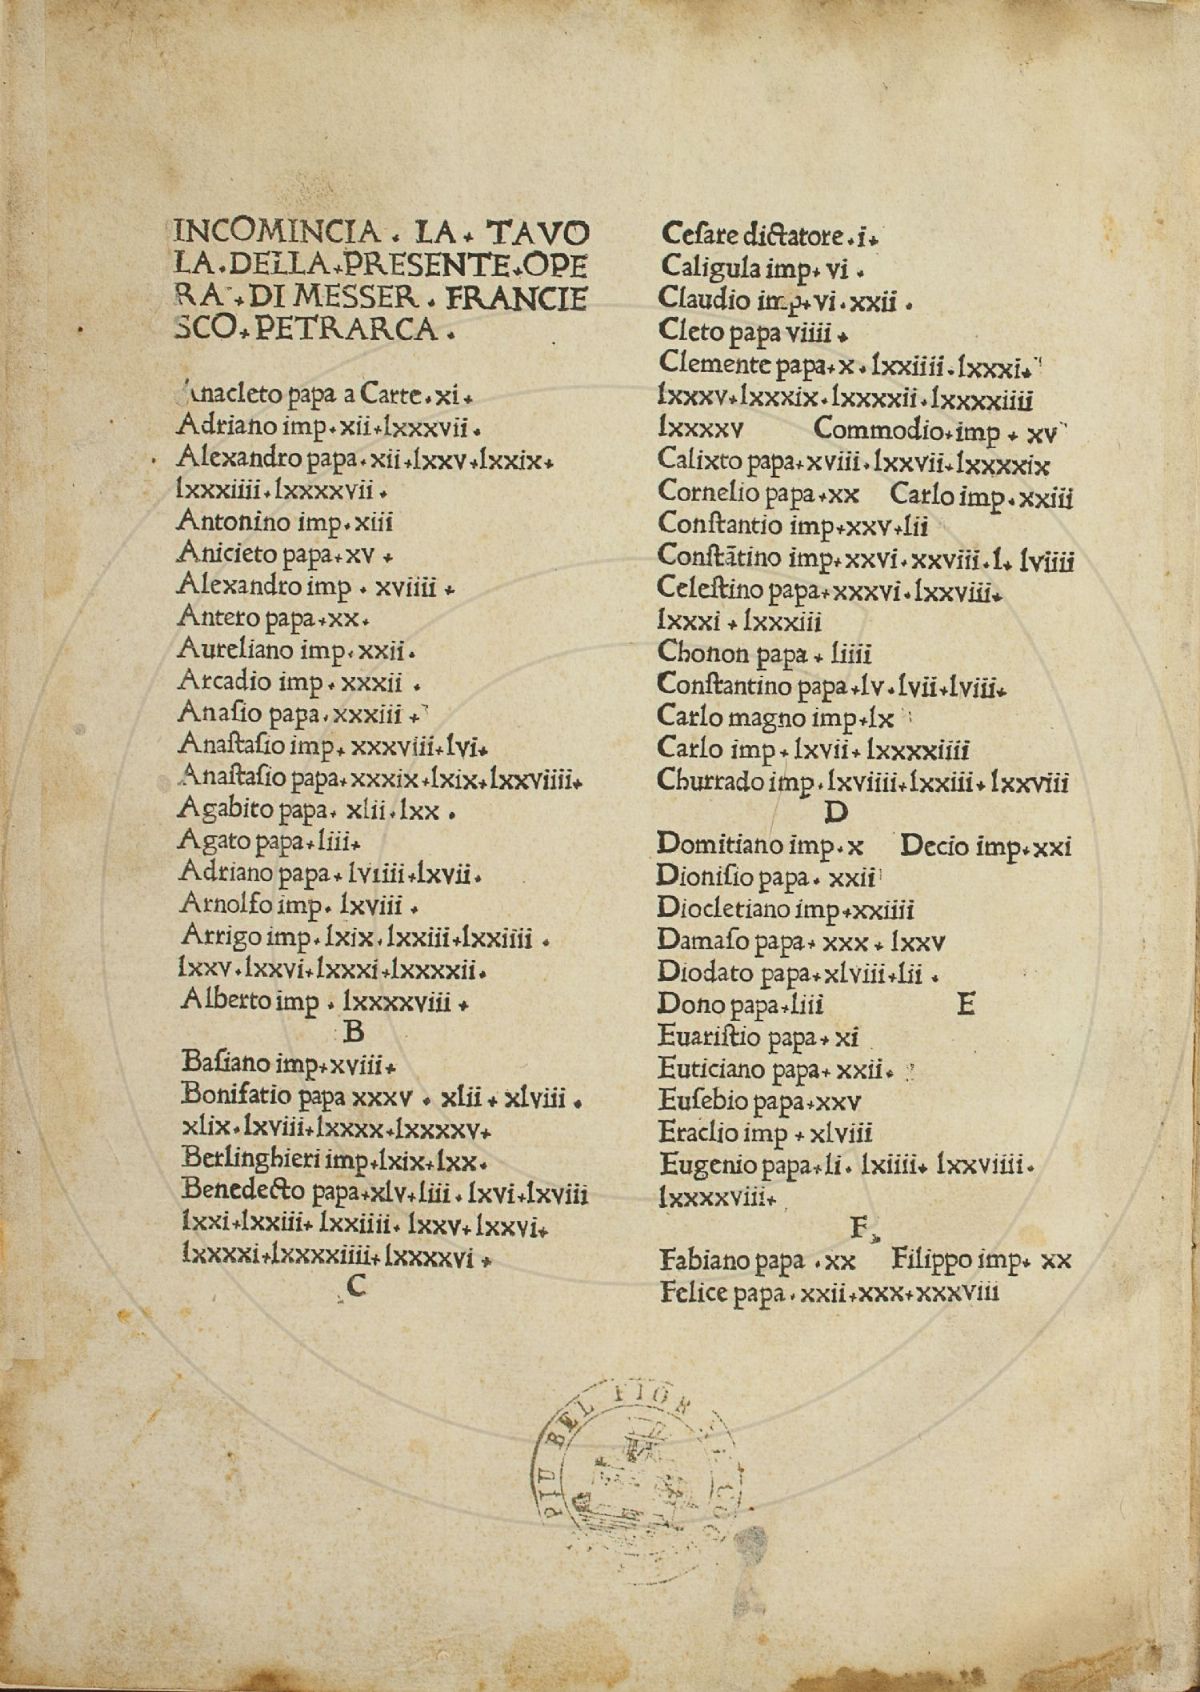 INCOMINCIA . LA . TAVO
LA . DELLA . PRESENTE . OPE
RA . DI MESSER . FRANCIE
SCO . PETRARCA .
Anacleto papa a Carte . xi .
Adriano imp . xii . lxxxvii .
Alexandro papa . xii . lxxv . lxxix .
lxxxiiii . lxxxxvii .
Antonino imp . xiii
Anicieto papa . xv .
Alexandro imp . xviiii .
Antero papa . xx .
Aureliano imp . xxii .
Arcadio imp . xxxii .
Anaſio papa . xxxiii .
Anaſtaſio imp . xxxviii . lvi .
Anaſtaſio papa . xxxix . lxix . lxxviiii .
Agabito papa . xlii . lxx .
Agato papa . liii .
Adriano papa . lviiii . lxvii .
Arnolfo imp . lxviii .
Arrigo imp . lxix . lxxiii . lxxiiii .
lxxv . lxxvi . lxxxi . lxxxxii .
Alberto imp . lxxxxviii .
B
Baſiano imp . xviii .
Bonifatio papa xxxv . xlii . xlviii .
xlix . lxviii . lxxxx . lxxxxv .
Berlinghieri imp . lxix . lxx .
Benedecto papa . xlv . liii . lxvi . lxviii
lxxi . lxxiii . lxxiiii . lxxv . lxxvi .
lxxxxi . lxxxxiiii . lxxxxvi .
C
Ceſare dictatore . i .
Caligula imp . vi .
Claudio imp . vi . xxii .
Cleto papa viiii .
Clemente papa . x . lxxiiii . lxxxi .
lxxxv . lxxxix . lxxxxii . lxxxxiiii
lxxxxv Commodio . imp . xv
Calixto papa . xviii . lxxvii . lxxxxix
Cornelio papa . xx Carlo imp . xxiii
Conſtantio imp . xxv . lii
Conſtātino imp . xxvi . xxviii . l . lviiii
Celeſtino papa . xxxvi . lxxviii .
lxxxi . lxxxiii
Chonon papa . liiii
Conſtantino papa . lv . lvii . lviii .
Carlo magno imp . lx
Carlo imp . lxvii . lxxxxiiii
Churrado imp . lxviiii . lxxiii . lxxviii
D
Domitiano imp . x Decio imp . xxi
Dioniſio papa . xxii
Diocletiano imp . xxiiii
Damaſo papa . xxx . lxxv
Diodato papa . xlviii . lii .
Dono papa . liii E
Euariſtio papa . xi
Euticiano papa . xxii .
Euſebio papa . xxv
Eraclio imp . xlviii
Eugenio papa . li . lxiiii . lxxviiii .
lxxxxviii .
F
Fabiano papa . xx Filippo imp . xx
Felice papa . xxii . xxx . xxxviii
PIU BEL FIOR